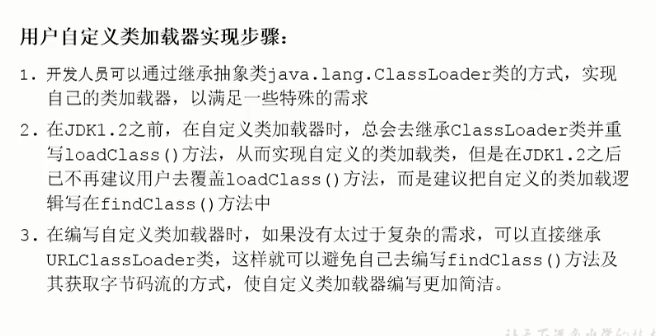 用户自定义类加载器实现步骤：
1. 开发人员可以通过继承抽象类java.lang.ClassLoader类的方式，实现
自己的类加载器，以满足一些特殊的需求
2. 在JDK1.2之前，在自定义类加载器时，总会去继承ClassLoader类并重
写loadClass()方法，从而实现自定义的类加载类，但是在JDK1.2之后
已不再建议用户去覆盖loadClass()方法，而是建议把自定义的类加载逻
辑写在findClass()方法中
3. 在编写自定义类加载器时，如果没有太过于复杂的需求，可以直接继承
URLClassLoader类，这样就可以避免自己去编写findClass()方法及
其获取字节码流的方式，使自定义类加载器编写更加简洁。